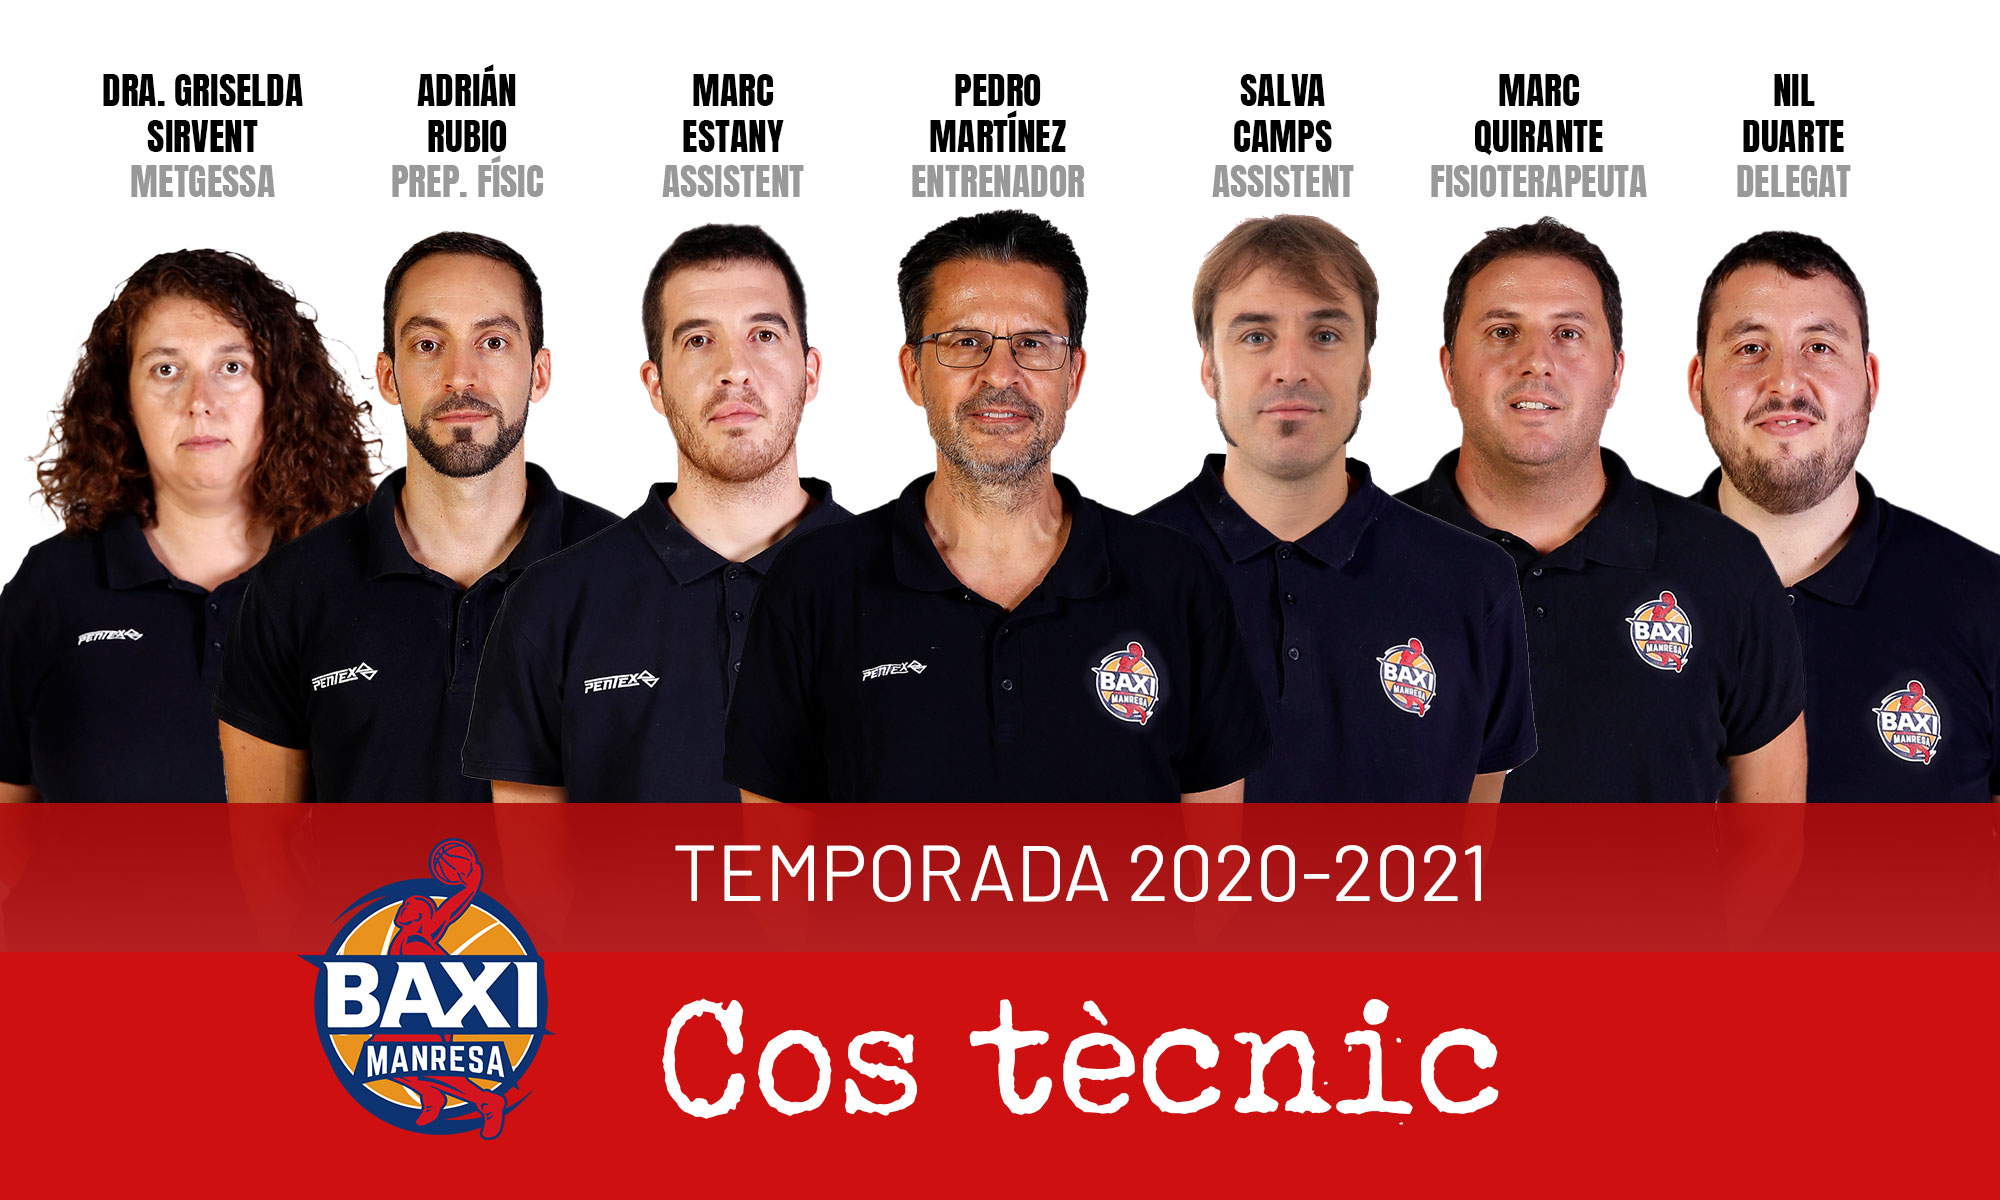 DRA. GRISELDA
SIRVENT
METGESSA
ADRIÁN
RUBIO
PREP. FÍSIC
MARC
ESTANY
ASSISTENT
PEDRO
MARTÍNEZ
ENTRENADOR
SALVA
CAMPS
ASSISTENT
MARC
QUIRANTE
FISIOTERAPEUTA
NIL
DUARTE
DELEGAT
PENTEX
PENTEX
PENTEX
PENTEX
BAXI
MANRESA
BAXI
MANRESA
BAXI
MANRESA
BAXI
MANRESA
TEMPORADA 2020-2021
BAXI
MANRESA
Cos tècnic